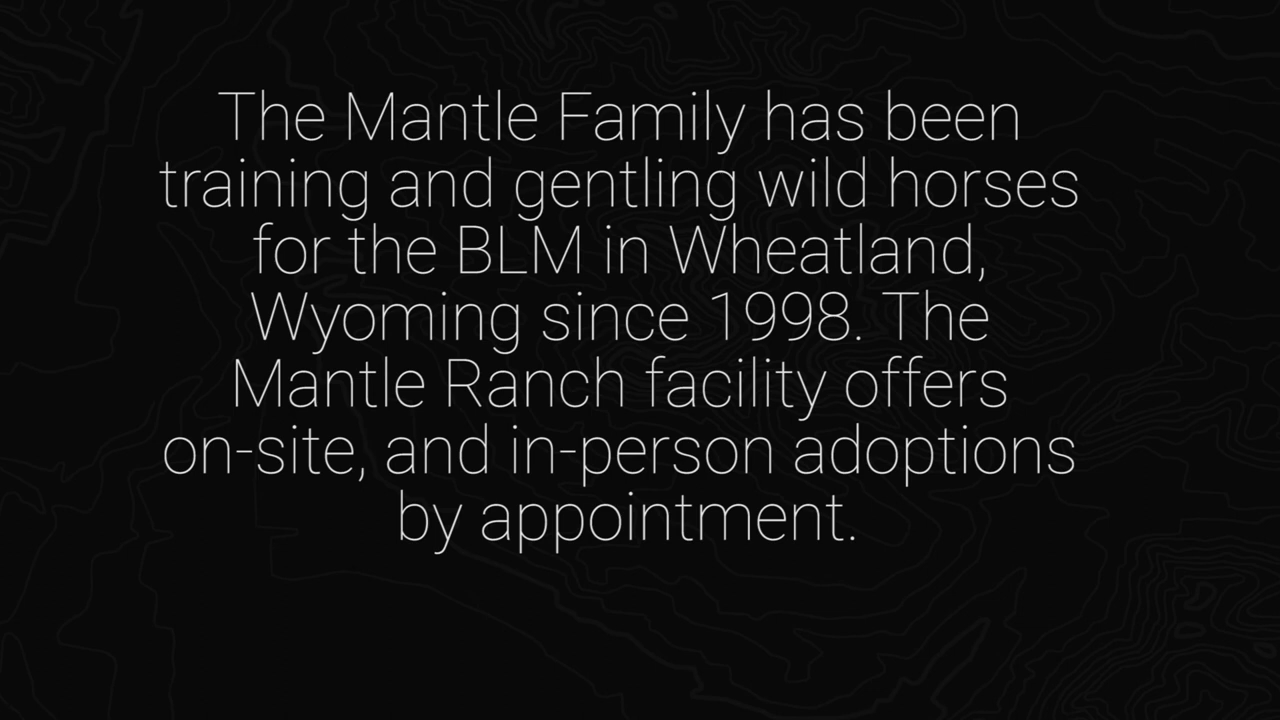 The Mantle Family has been
training and gentling wild horses
for the BLM in Wheatland,
Wyoming since 1998. The
Mantle Ranch facility offers
on-site, and in-person adoptions
by appointment.